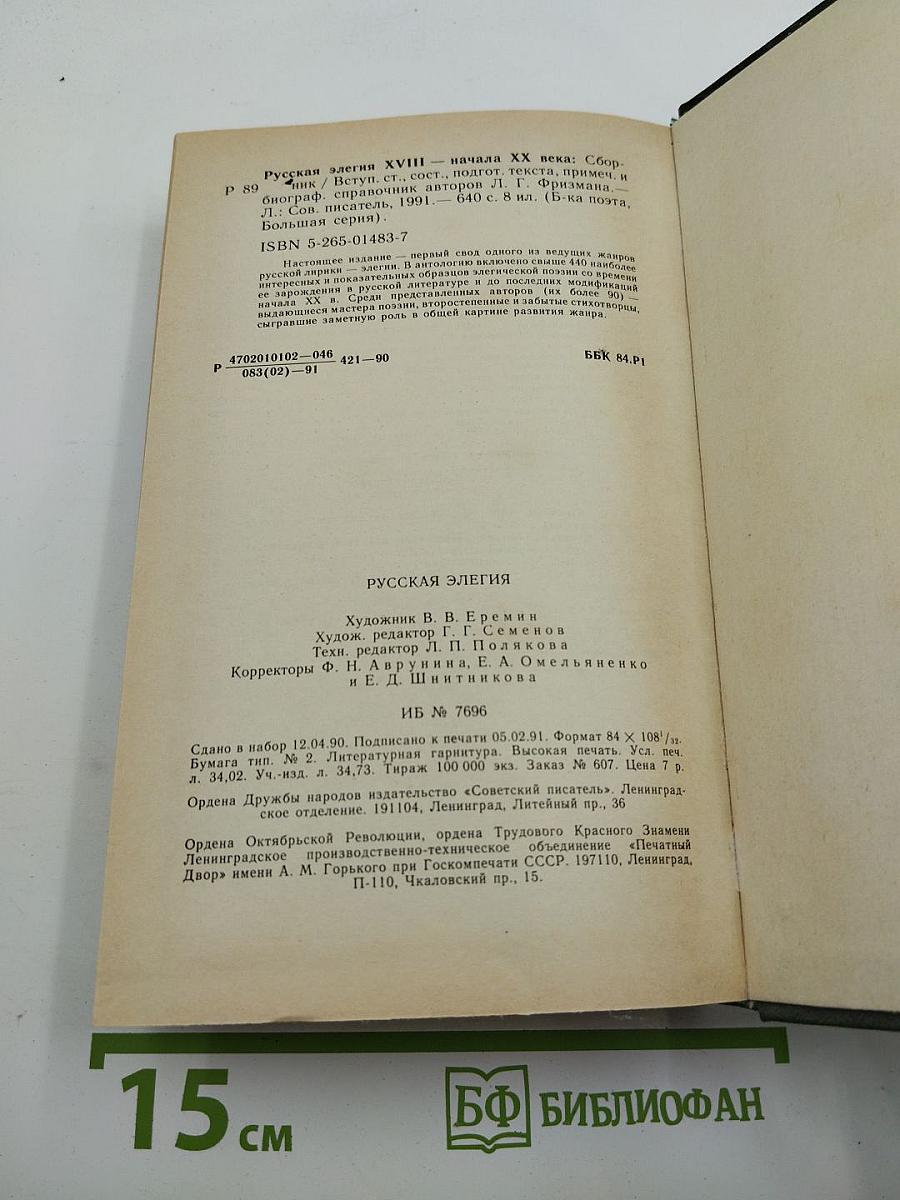 Русская элегия XVIII — начала XX века: Сбор-
Р 89 ник / Вступ. ст., сост., подгот. текста, примеч. и
биограф. справочник авторов Л. Г. Фризмана.—
Л.: Сов. писатель, 1991.— 640 с. 8 ил. (Б-ка поэта,
Большая серия).
ISBN 5-265-01483-7
Настоящее издание — первый свод одного из ведущих жанров
русской лирики — элегии. В антологию включено свыше 440 наиболее
интересных и показательных образцов элегической поэзии со времени
ее зарождения в русской литературе и до последних модификаций
начала XX в. Среди представленных авторов (их более 90) —
выдающиеся мастера поэзии, второстепенные и забытые стихотворцы,
сыгравшие заметную роль в общей картине развития жанра.
4702010102—046
Р 421—90 ББК 84.Р1
083(02)—91
РУССКАЯ ЭЛЕГИЯ
Художник В. В. Еремин
Худож. редактор Г. Г. Семенов
Техн. редактор Л. П. Полякова
Корректоры Ф. Н. Аврунина, Е. А. Омельяненко
и Е. Д. Шнитникова
ИБ № 7696
Сдано в набор 12.04.90. Подписано к печати 05.02.91. Формат 84 × 108¹/₃₂.
Бумага тип. № 2. Литературная гарнитура. Высокая печать. Усл. печ.
л. 34,02. Уч.-изд. л. 34,73. Тираж 100 000 экз. Заказ № 607. Цена 7 р.
Ордена Дружбы народов издательство «Советский писатель». Ленинград-
ское отделение. 191104, Ленинград, Литейный пр., 36
Ордена Октябрьской Революции, ордена Трудового Красного Знамени
Ленинградское производственно-техническое объединение «Печатный
Двор» имени А. М. Горького при Госкомпечати СССР. 197110, Ленинград,
П-110, Чкаловский пр., 15.
15 см
БФ БИБЛИОФАН